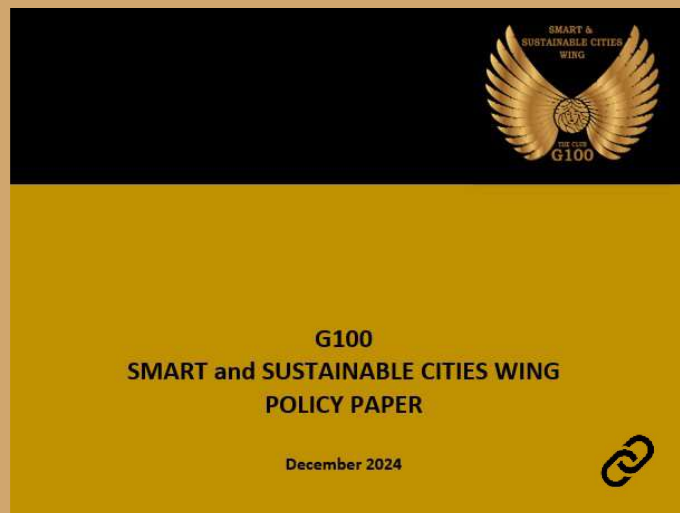 SMART &
SUSTAINABLE CITIES
WING
THE CLUB
G100
G100
SMART and SUSTAINABLE CITIES WING
POLICY PAPER
December 2024